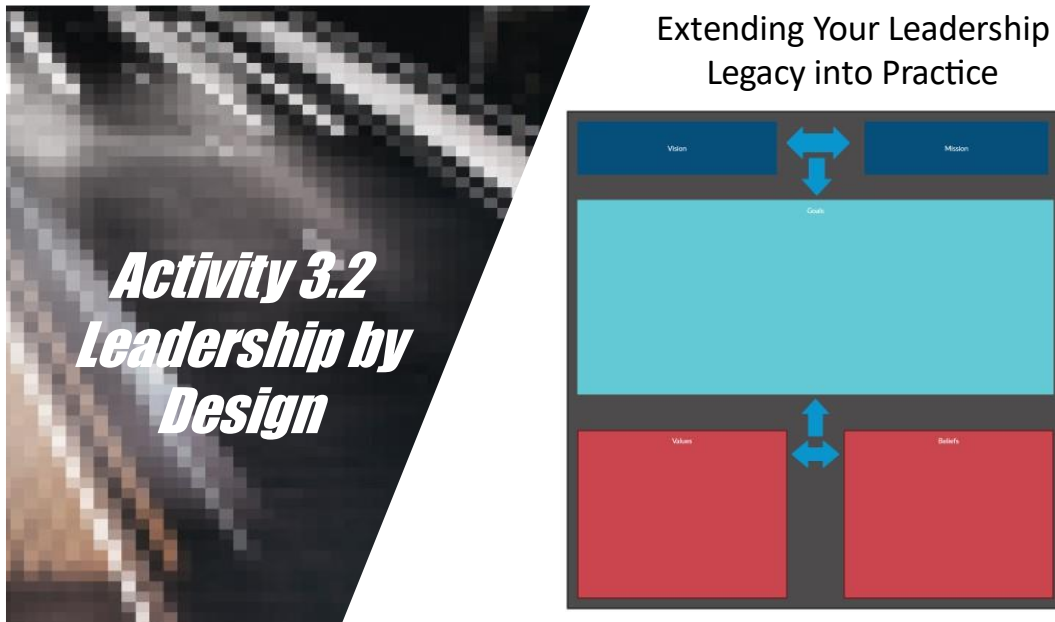 Activity 3.2
Leadership by
Design
Extending Your Leadership
Legacy into Practice
Vision
Mission
Goals
Values
Beliefs